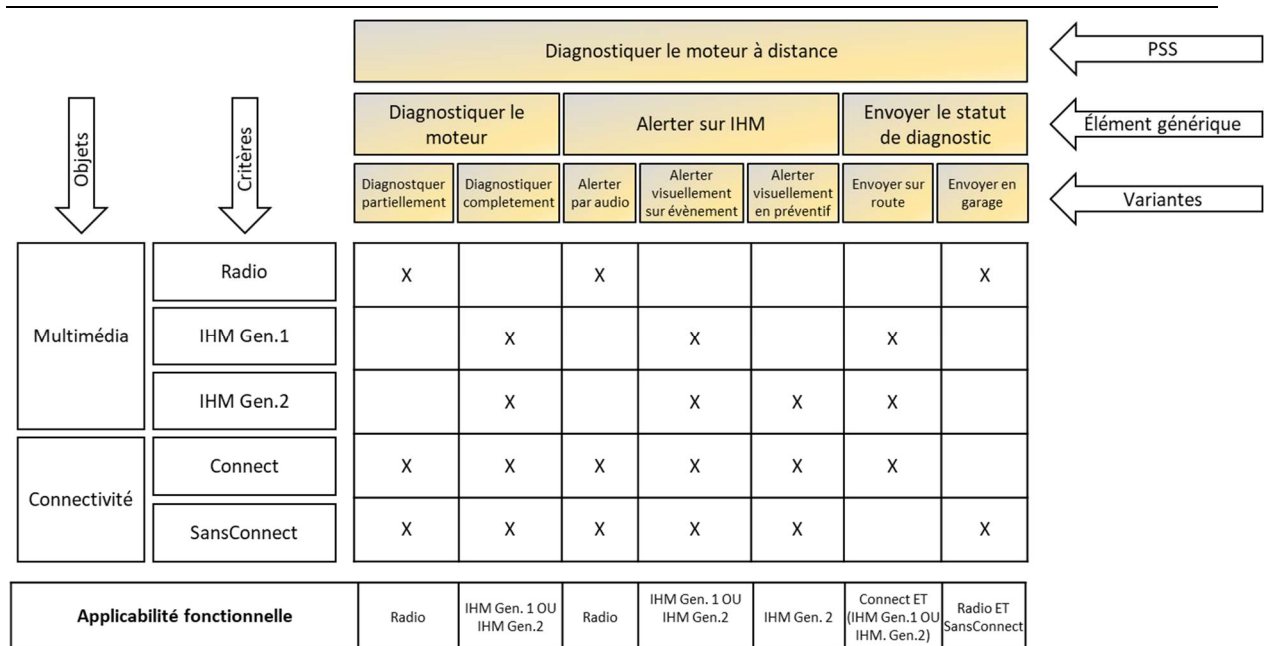 Diagnostiquer le moteur à distance
PSS
Objets
Critères
Diagnostiquer le
moteur
Alerter sur IHM
Envoyer le statut
de diagnostic
Élément générique
Diagnostquer
partiellement
Diagnostiquer
completement
Alerter
par audio
Alerter
visuellement
sur évènement
Alerter
visuellement
en préventif
Envoyer sur
route
Envoyer en
garage
Variantes
Multimédia
Radio
X X X
IHM Gen.1
X X X
IHM Gen.2
X X X X
Connectivité
Connect
X X X X X X
SansConnect
X X X X X X
Applicabilité fonctionnelle
Radio
IHM Gen. 1 OU
IHM Gen.2
Radio
IHM Gen. 1 OU
IHM Gen.2
IHM Gen. 2
Connect ET
(IHM Gen.1 OU
IHM. Gen.2)
Radio ET
SansConnect